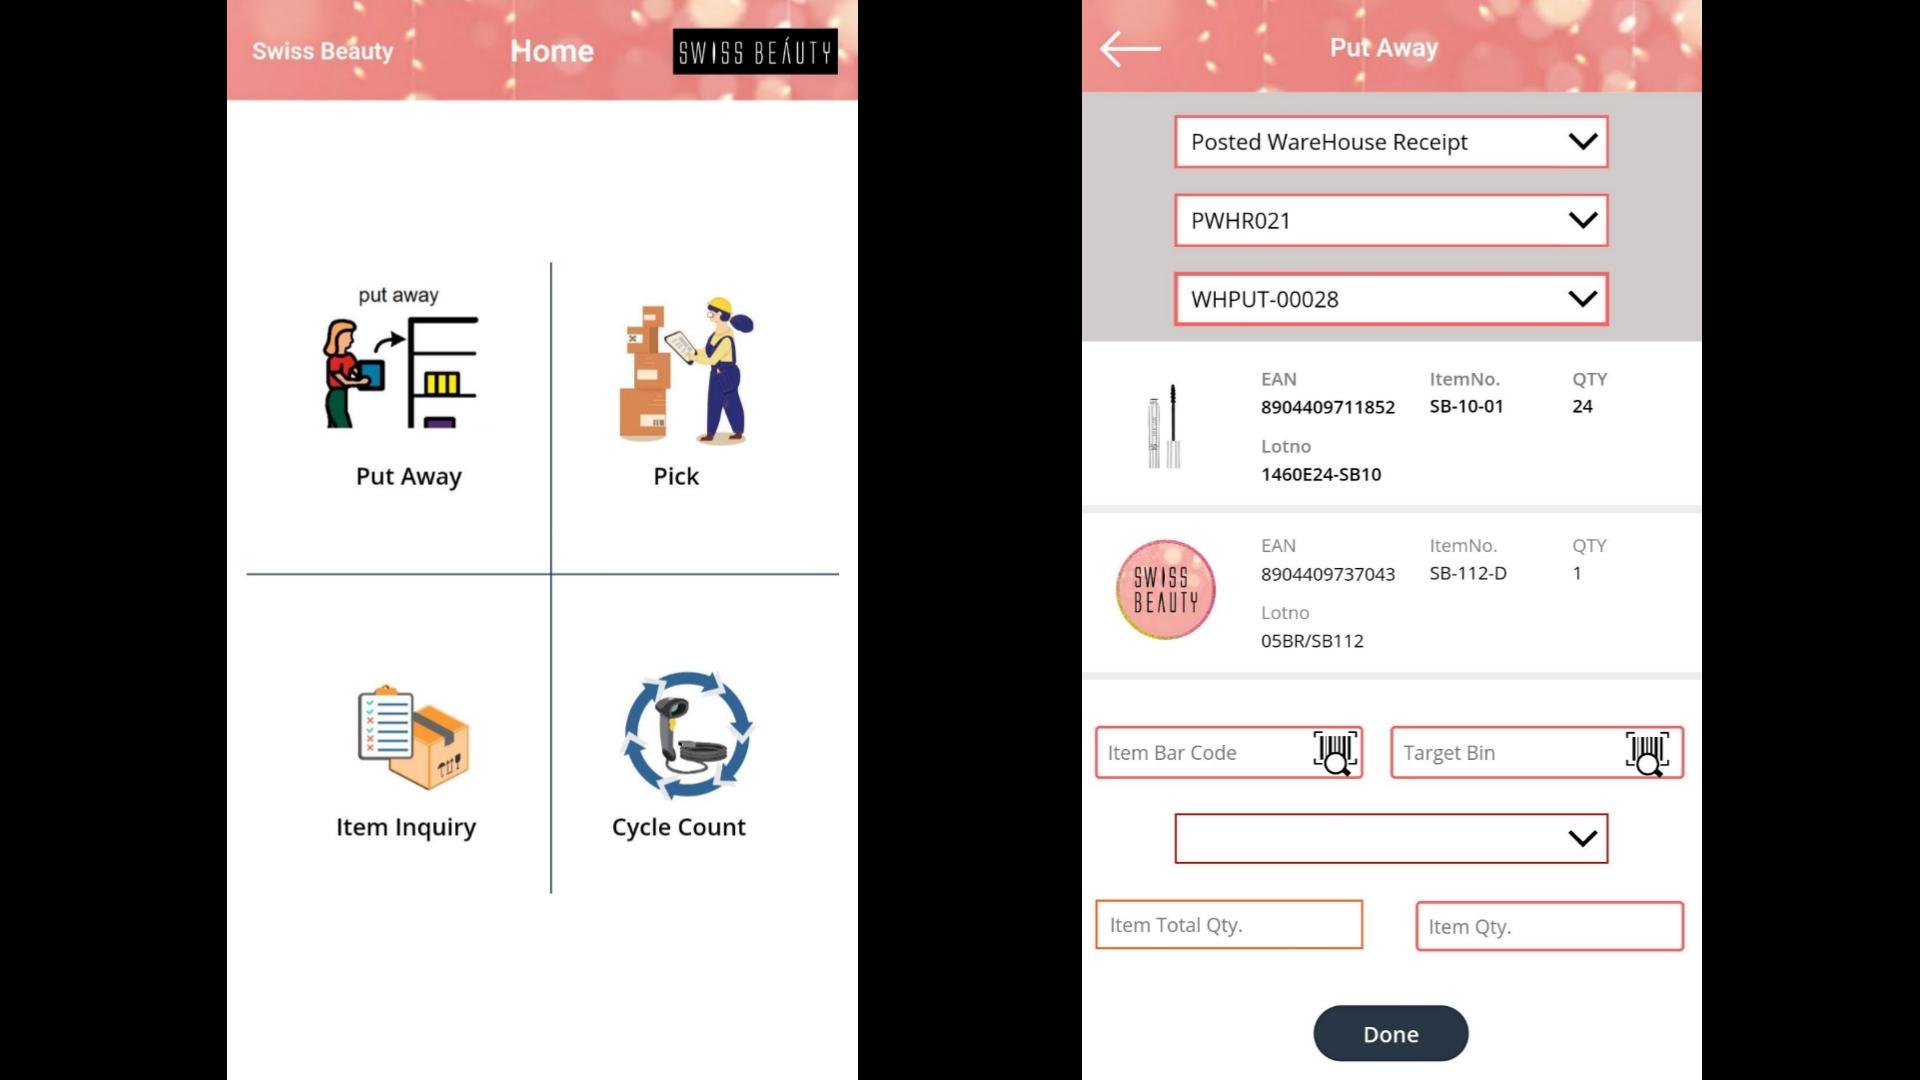 Swiss Beauty
Home
SWISS BEÁUTY
put away
Put Away
Pick
Item Inquiry
Cycle Count
Put Away
Posted WareHouse Receipt
PWHR021
WHPUT-00028
EAN ItemNo. QTY
8904409711852 SB-10-01 24
Lotno
1460E24-SB10
SWISS
BEAUTY
EAN ItemNo. QTY
8904409737043 SB-112-D 1
Lotno
05BR/SB112
Item Bar Code
Target Bin
Item Total Qty.
Item Qty.
Done